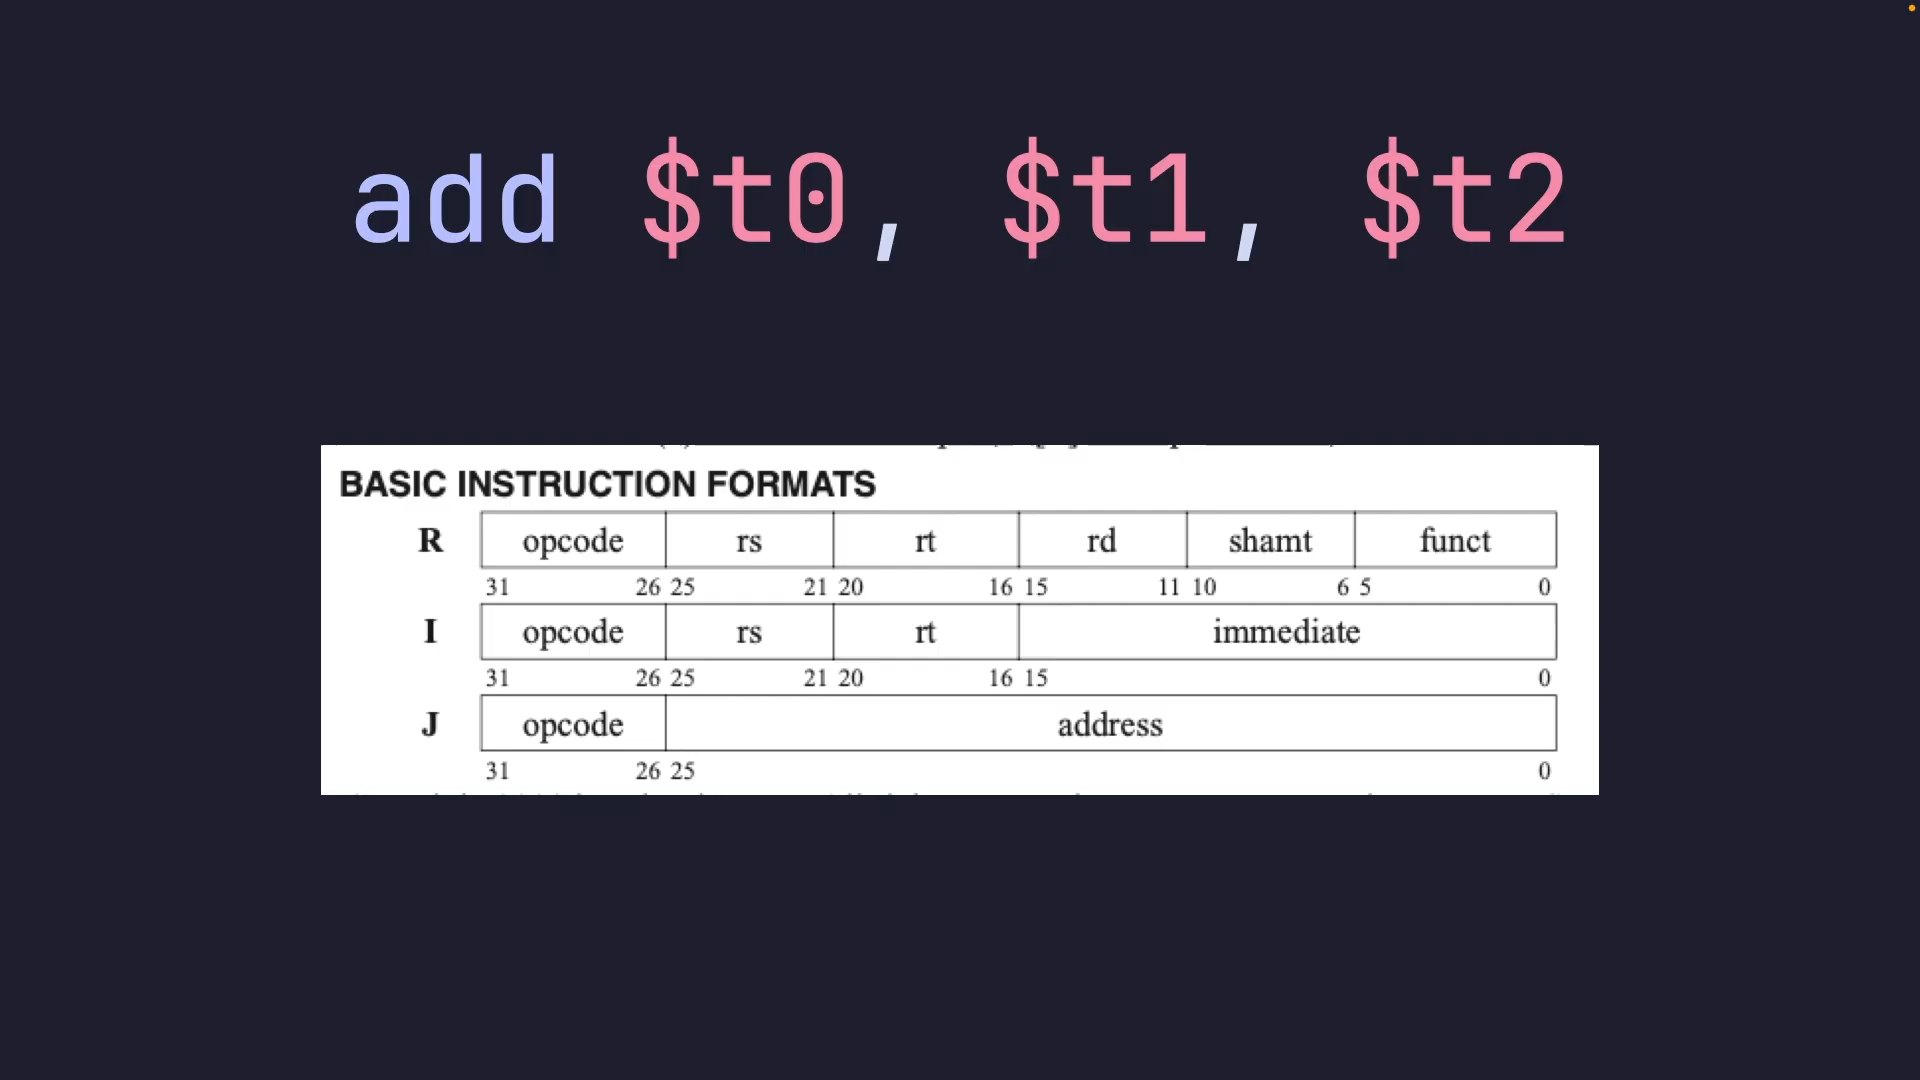 add $t0, $t1, $t2
BASIC INSTRUCTION FORMATS
R opcode rs rt rd shamt funct
31 26 25 21 20 16 15 11 10 6 5 0
I opcode rs rt immediate
31 26 25 21 20 16 15 0
J opcode address
31 26 25 0